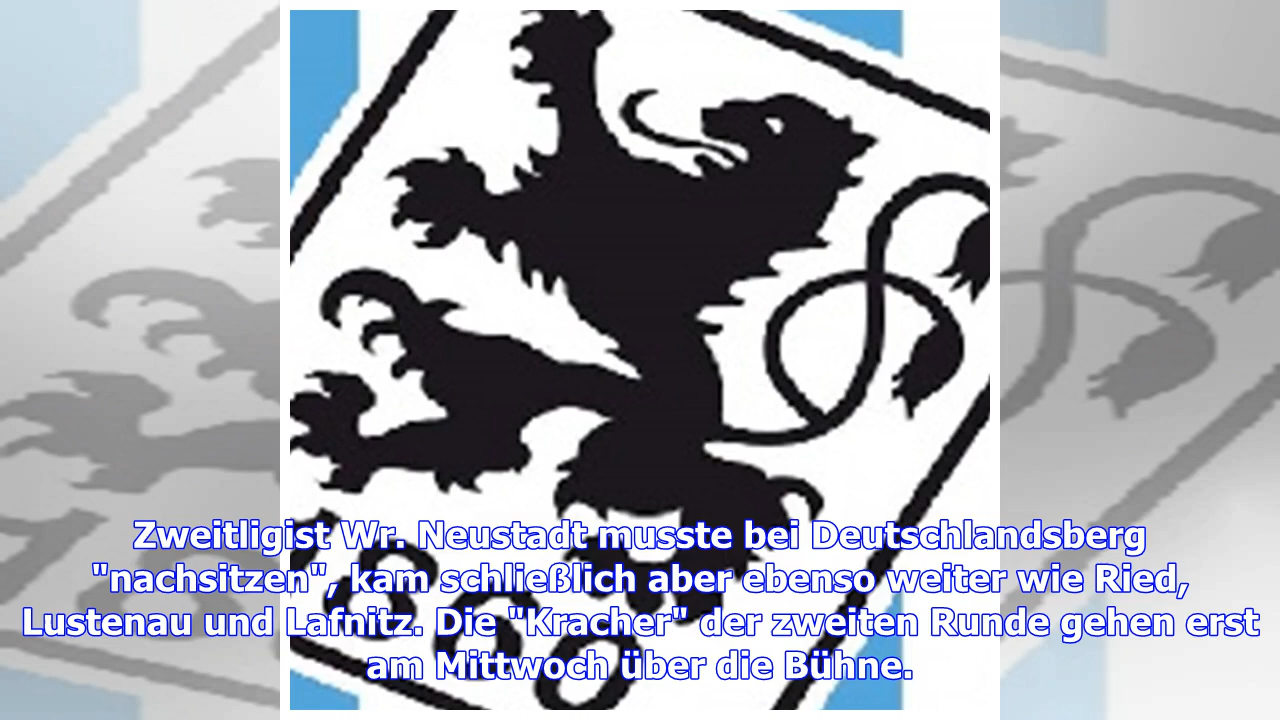 1860
Zweitligist Wr. Neustadt musste bei Deutschlandsberg
"nachsitzen", kam schließlich aber ebenso weiter wie Ried,
Lustenau und Lafnitz. Die "Kracher" der zweiten Runde gehen erst
am Mittwoch über die Bühne.